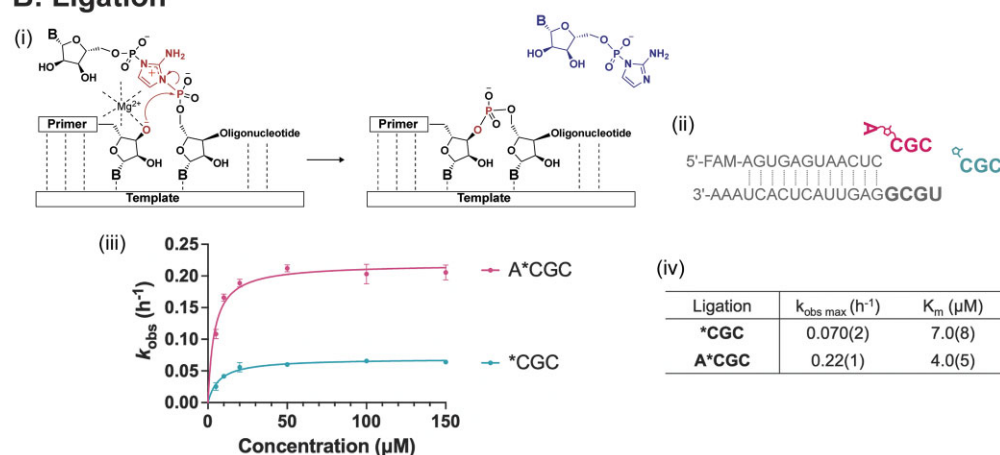 B. Ligation
(i)
B
O
O
P
O⁻
O
N
N
NH₂
+
HO
OH
Mg²⁺
P
O⁻
O
O
Primer
O
O⁻
OH
B
O
Oligonucleotide
OH
B
Template
Primer
O
O
P
O⁻
O
O
OH
B
O
Oligonucleotide
OH
B
Template
B
O
O
P
O⁻
O
N
N
NH₂
HO
OH
(ii)
A
CGC
CGC
5'-FAM-AGUGAGUAACUC
3'-AAAUCACUCAUUGAGGCGU
(iii)
k_obs (h⁻¹)
0.25
0.20
0.15
0.10
0.05
0.00
0 50 100 150
Concentration (µM)
A*CGC
*CGC
(iv)
Ligation k_obs max (h⁻¹) K_m (µM)
*CGC 0.070(2) 7.0(8)
A*CGC 0.22(1) 4.0(5)